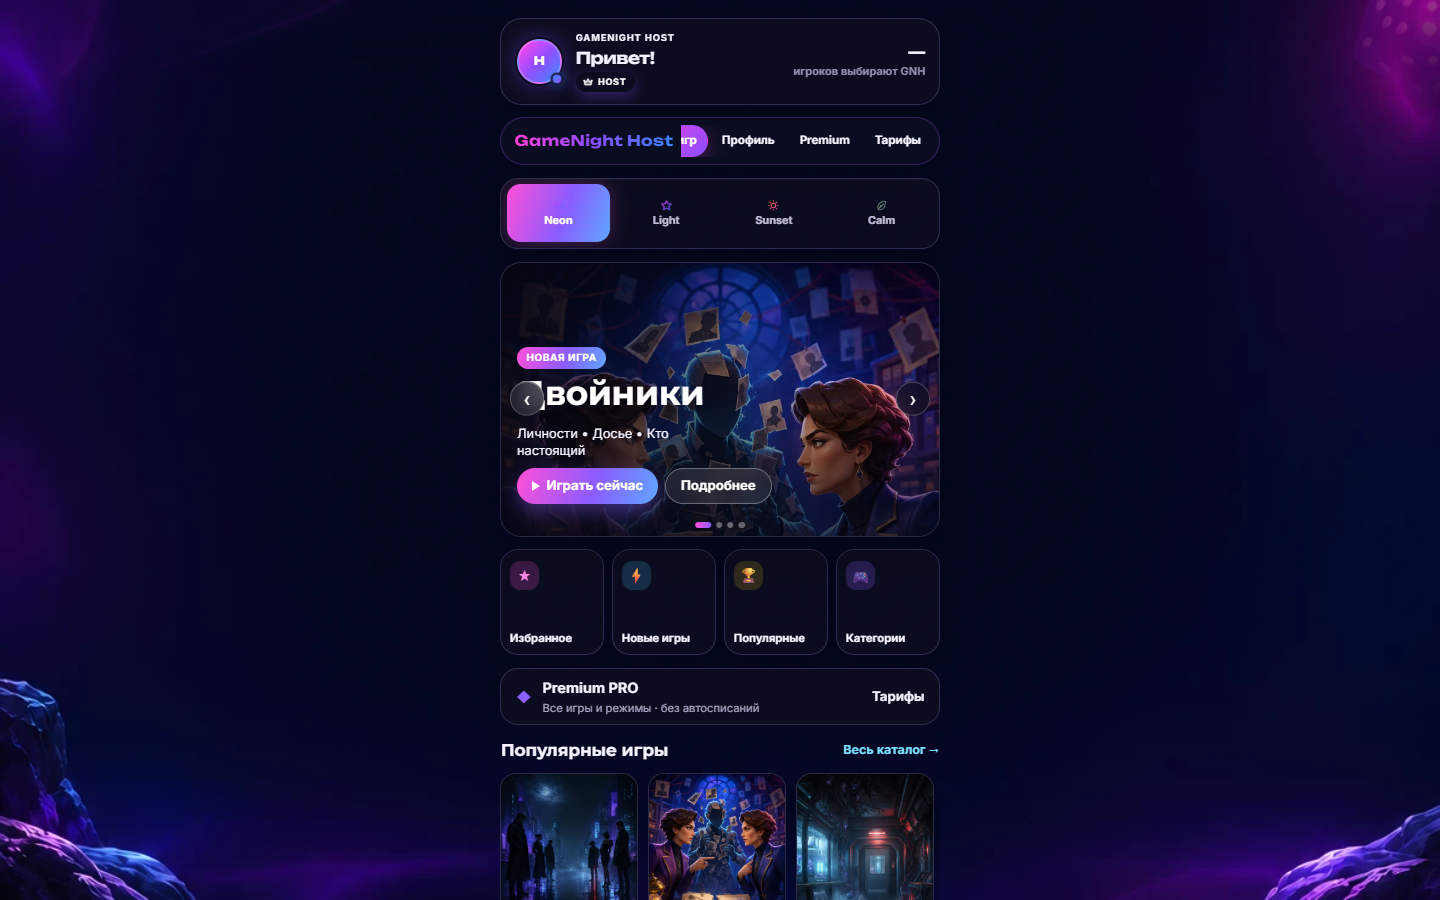 GAMENIGHT HOST
H
Привет!
HOST
—
игроков выбирают GNH
GameNight Host
игр
Профиль
Premium
Тарифы
Neon
Light
Sunset
Calm
НОВАЯ ИГРА
войники
Личности • Досье • Кто
настоящий
Играть сейчас
Подробнее
Избранное
Новые игры
Популярные
Категории
Premium PRO
Все игры и режимы · без автосписаний
Тарифы
Популярные игры
Весь каталог →